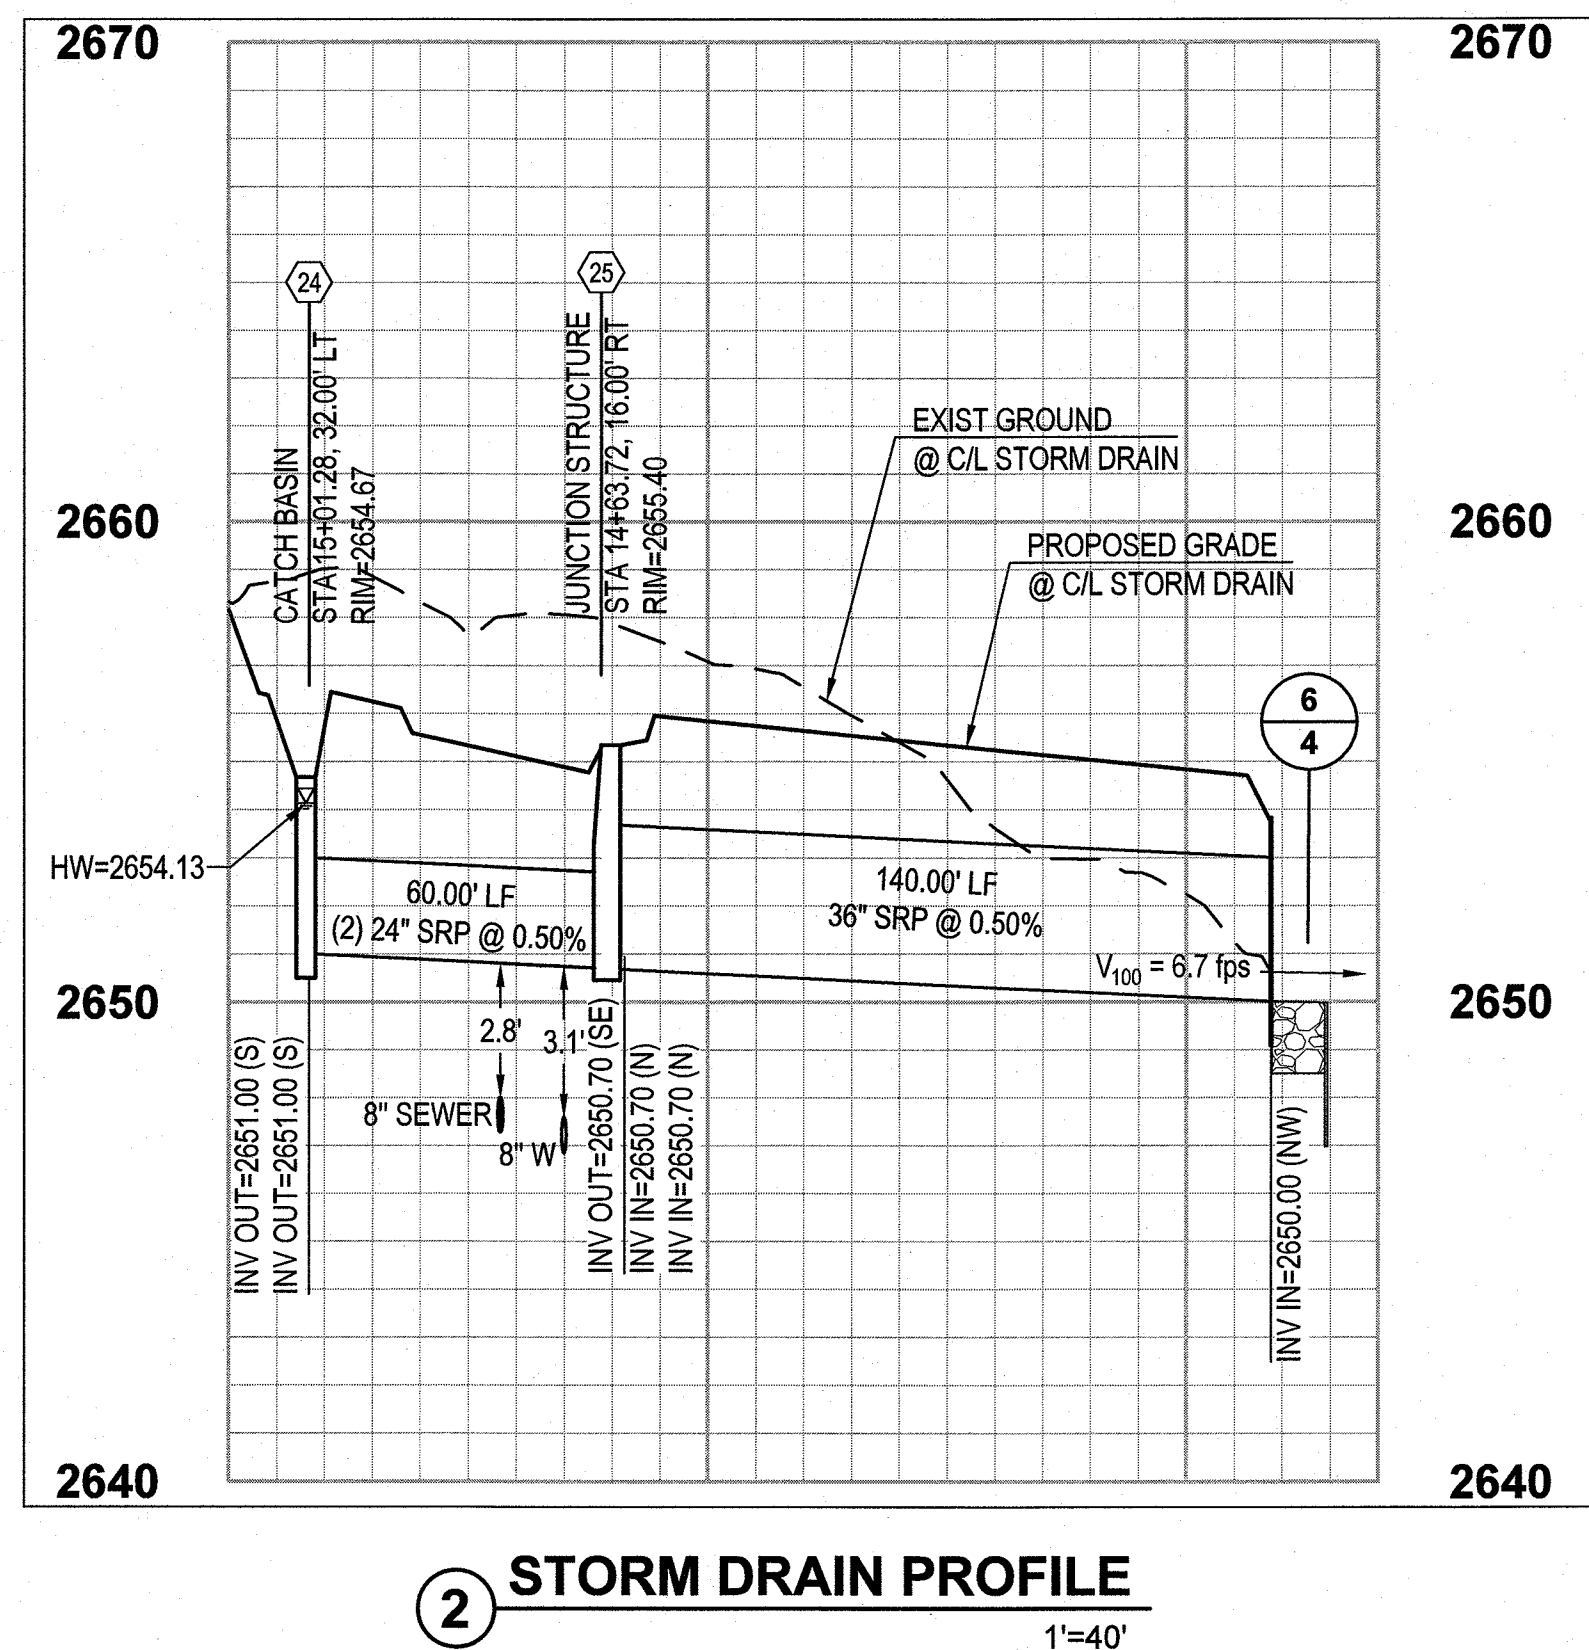 2670
2670
24
25
CATCH BASIN
STA 15+01.28, 32.00' LT
RIM=2654.67
JUNCTION STRUCTURE
STA 14+63.72, 16.00' RT
RIM=2655.40
EXIST GROUND
@ C/L STORM DRAIN
2660
2660
PROPOSED GRADE
@ C/L STORM DRAIN
6
4
HW=2654.13
60.00' LF
(2) 24" SRP @ 0.50%
140.00' LF
36" SRP @ 0.50%
V100 = 6.7 fps
2650
2650
2.8'
3.1'
8" SEWER
8" W
INV OUT=2651.00 (S)
INV OUT=2651.00 (S)
INV OUT=2650.70 (SE)
INV IN=2650.70 (N)
INV IN=2650.70 (N)
INV IN=2650.00 (NW)
2640
2640
2
STORM DRAIN PROFILE
1'=40'